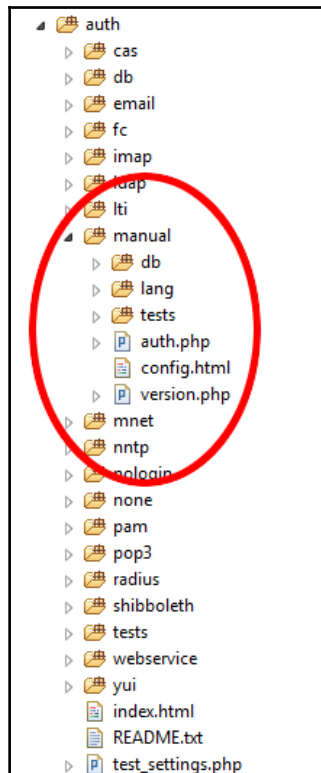 auth
cas
db
email
fc
imap
ldap
lti
manual
db
lang
tests
auth.php
config.html
version.php
mnet
nntp
nologin
none
pam
pop3
radius
shibboleth
tests
webservice
yui
index.html
README.txt
test_settings.php